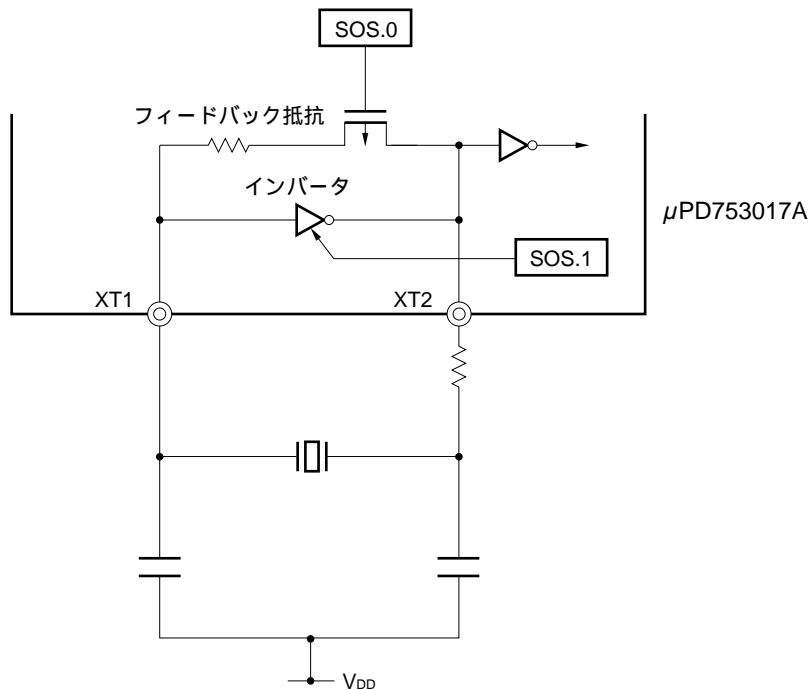 SOS.0
フィードバック抵抗
インバータ
μPD753017A
SOS.1
XT1
XT2
VDD